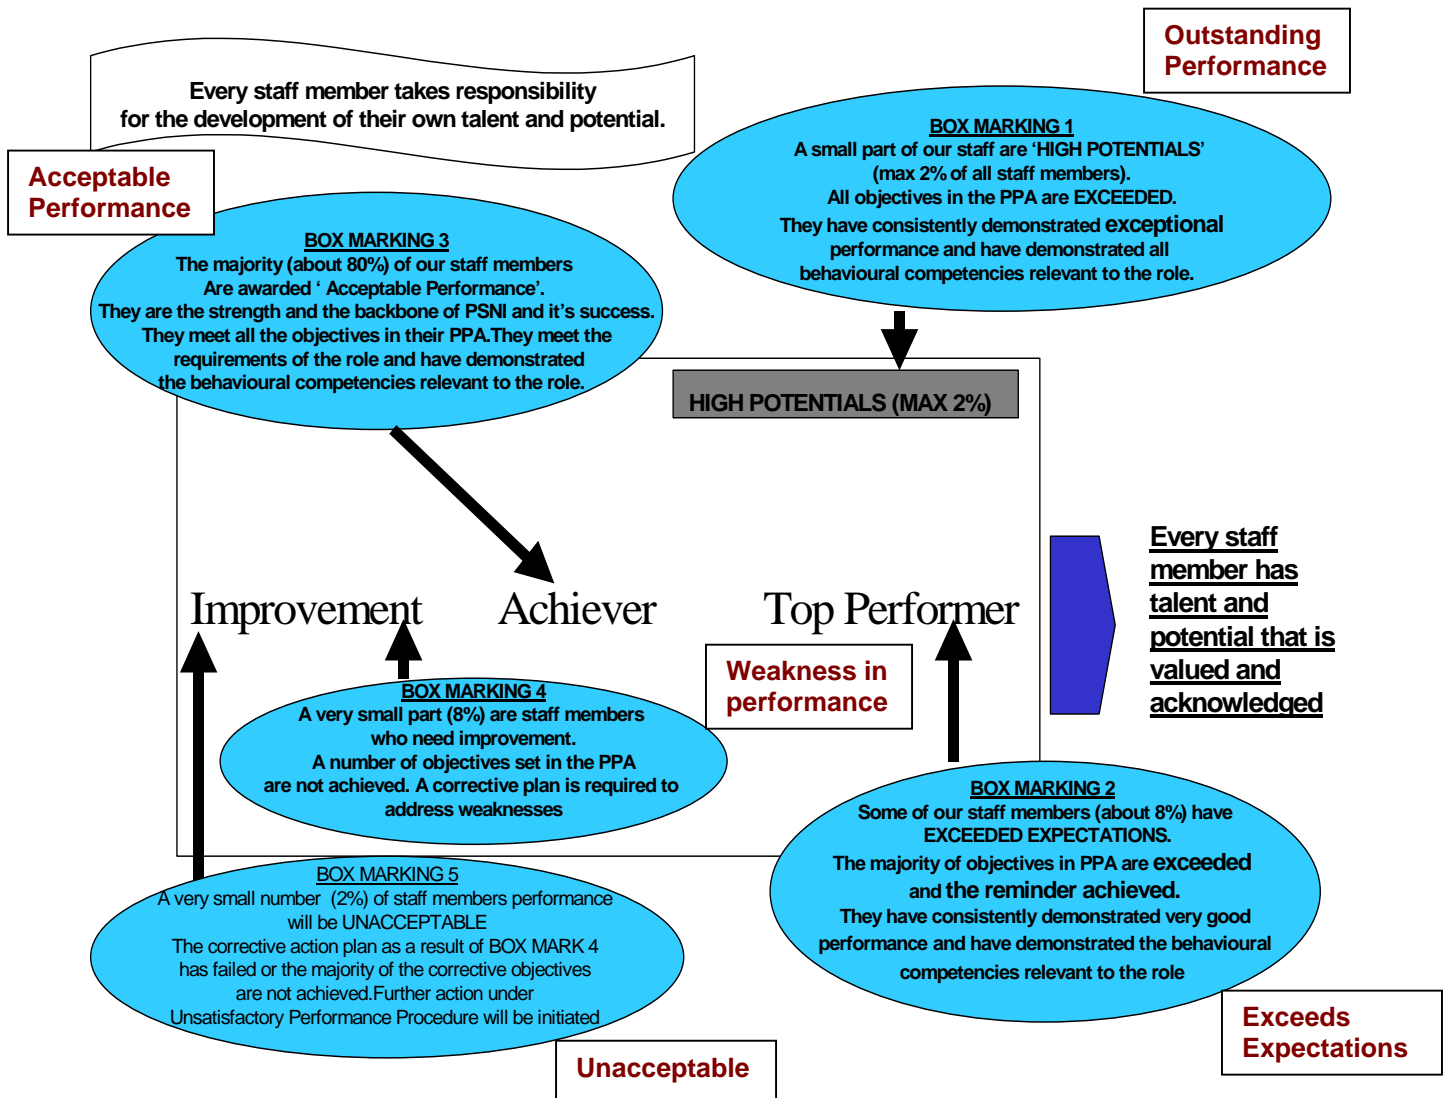 Outstanding
Performance
Every staff member takes responsibility
for the development of their own talent and potential.
Acceptable
Performance
BOX MARKING 1
A small part of our staff are ‘HIGH POTENTIALS’
(max 2% of all staff members).
All objectives in the PPA are EXCEEDED.
They have consistently demonstrated exceptional
performance and have demonstrated all
behavioural competencies relevant to the role.
BOX MARKING 3
The majority (about 80%) of our staff members
Are awarded ‘ Acceptable Performance’.
They are the strength and the backbone of PSNI and it’s success.
They meet all the objectives in their PPA.They meet the
requirements of the role and have demonstrated
the behavioural competencies relevant to the role.
HIGH POTENTIALS (MAX 2%)
Improvement
Achiever
Top Performer
Every staff
member has
talent and
potential that is
valued and
acknowledged
Weakness in
performance
BOX MARKING 4
A very small part (8%) are staff members
who need improvement.
A number of objectives set in the PPA
are not achieved. A corrective plan is required to
address weaknesses
BOX MARKING 2
Some of our staff members (about 8%) have
EXCEEDED EXPECTATIONS.
The majority of objectives in PPA are exceeded
and the reminder achieved.
They have consistently demonstrated very good
performance and have demonstrated the behavioural
competencies relevant to the role
BOX MARKING 5
A very small number (2%) of staff members performance
will be UNACCEPTABLE
The corrective action plan as a result of BOX MARK 4
has failed or the majority of the corrective objectives
are not achieved.Further action under
Unsatisfactory Performance Procedure will be initiated
Exceeds
Expectations
Unacceptable